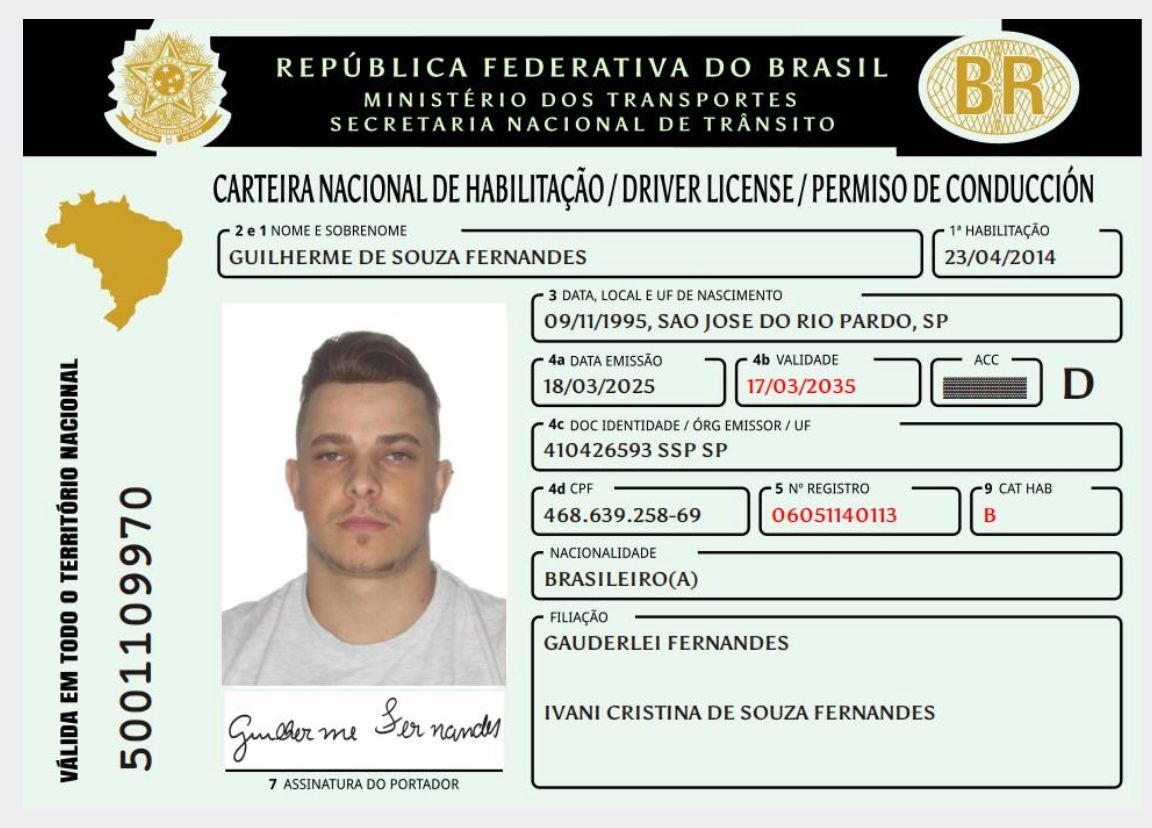 REPÚBLICA FEDERATIVA DO BRASIL
MINISTÉRIO DOS TRANSPORTES
SECRETARIA NACIONAL DE TRÂNSITO
BR
CARTEIRA NACIONAL DE HABILITAÇÃO / DRIVER LICENSE / PERMISO DE CONDUCCIÓN
2 e 1 NOME E SOBRENOME
GUILHERME DE SOUZA FERNANDES
1ª HABILITAÇÃO
23/04/2014
3 DATA, LOCAL E UF DE NASCIMENTO
09/11/1995, SAO JOSE DO RIO PARDO, SP
4a DATA EMISSÃO
18/03/2025
4b VALIDADE
17/03/2035
ACC
D
4c DOC IDENTIDADE / ÓRG EMISSOR / UF
410426593 SSP SP
4d CPF
468.639.258-69
5 Nº REGISTRO
06051140113
9 CAT HAB
B
NACIONALIDADE
BRASILEIRO(A)
FILIAÇÃO
GAUDERLEI FERNANDES
IVANI CRISTINA DE SOUZA FERNANDES
Guilherme Fernandes
7 ASSINATURA DO PORTADOR
VÁLIDA EM TODO O TERRITÓRIO NACIONAL
5001109970